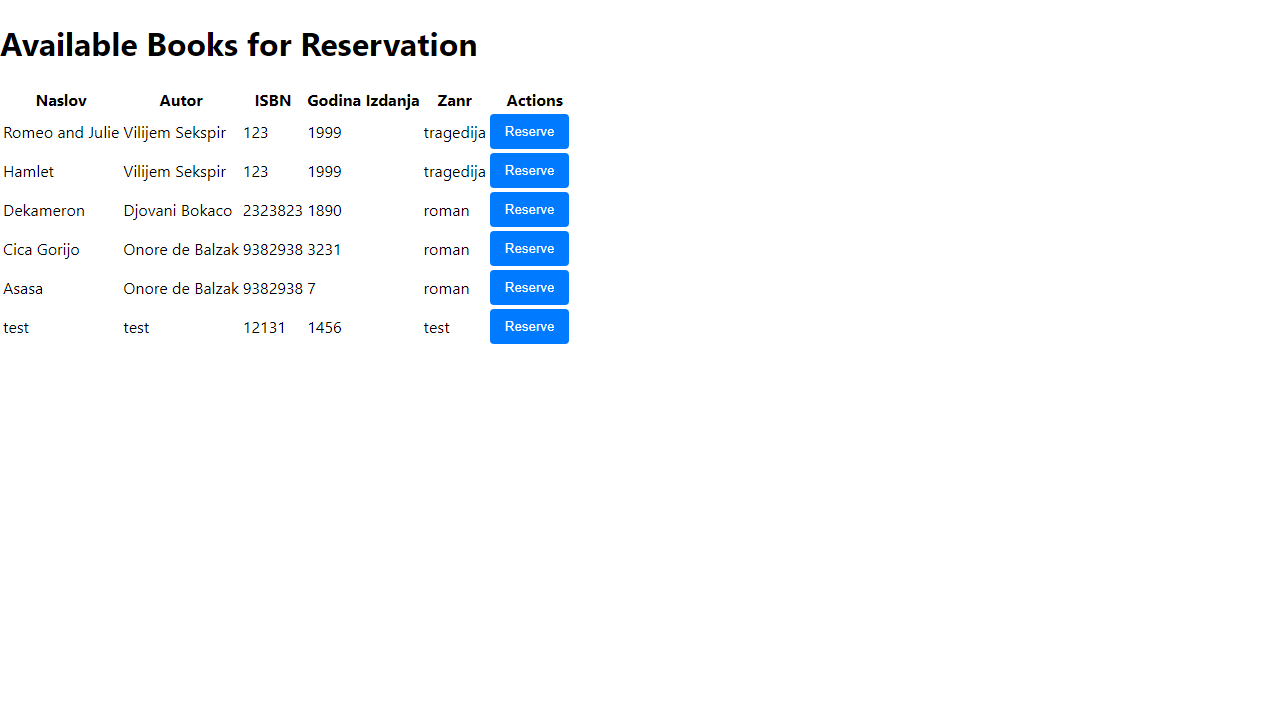 Available Books for Reservation
Naslov Autor ISBN Godina Izdanja Zanr Actions
Romeo and Julie Vilijem Sekspir 123 1999 tragedija Reserve
Hamlet Vilijem Sekspir 123 1999 tragedija Reserve
Dekameron Djovani Bokaco 2323823 1890 roman Reserve
Cica Gorijo Onore de Balzak 9382938 3231 roman Reserve
Asasa Onore de Balzak 9382938 7 roman Reserve
test test 12131 1456 test Reserve